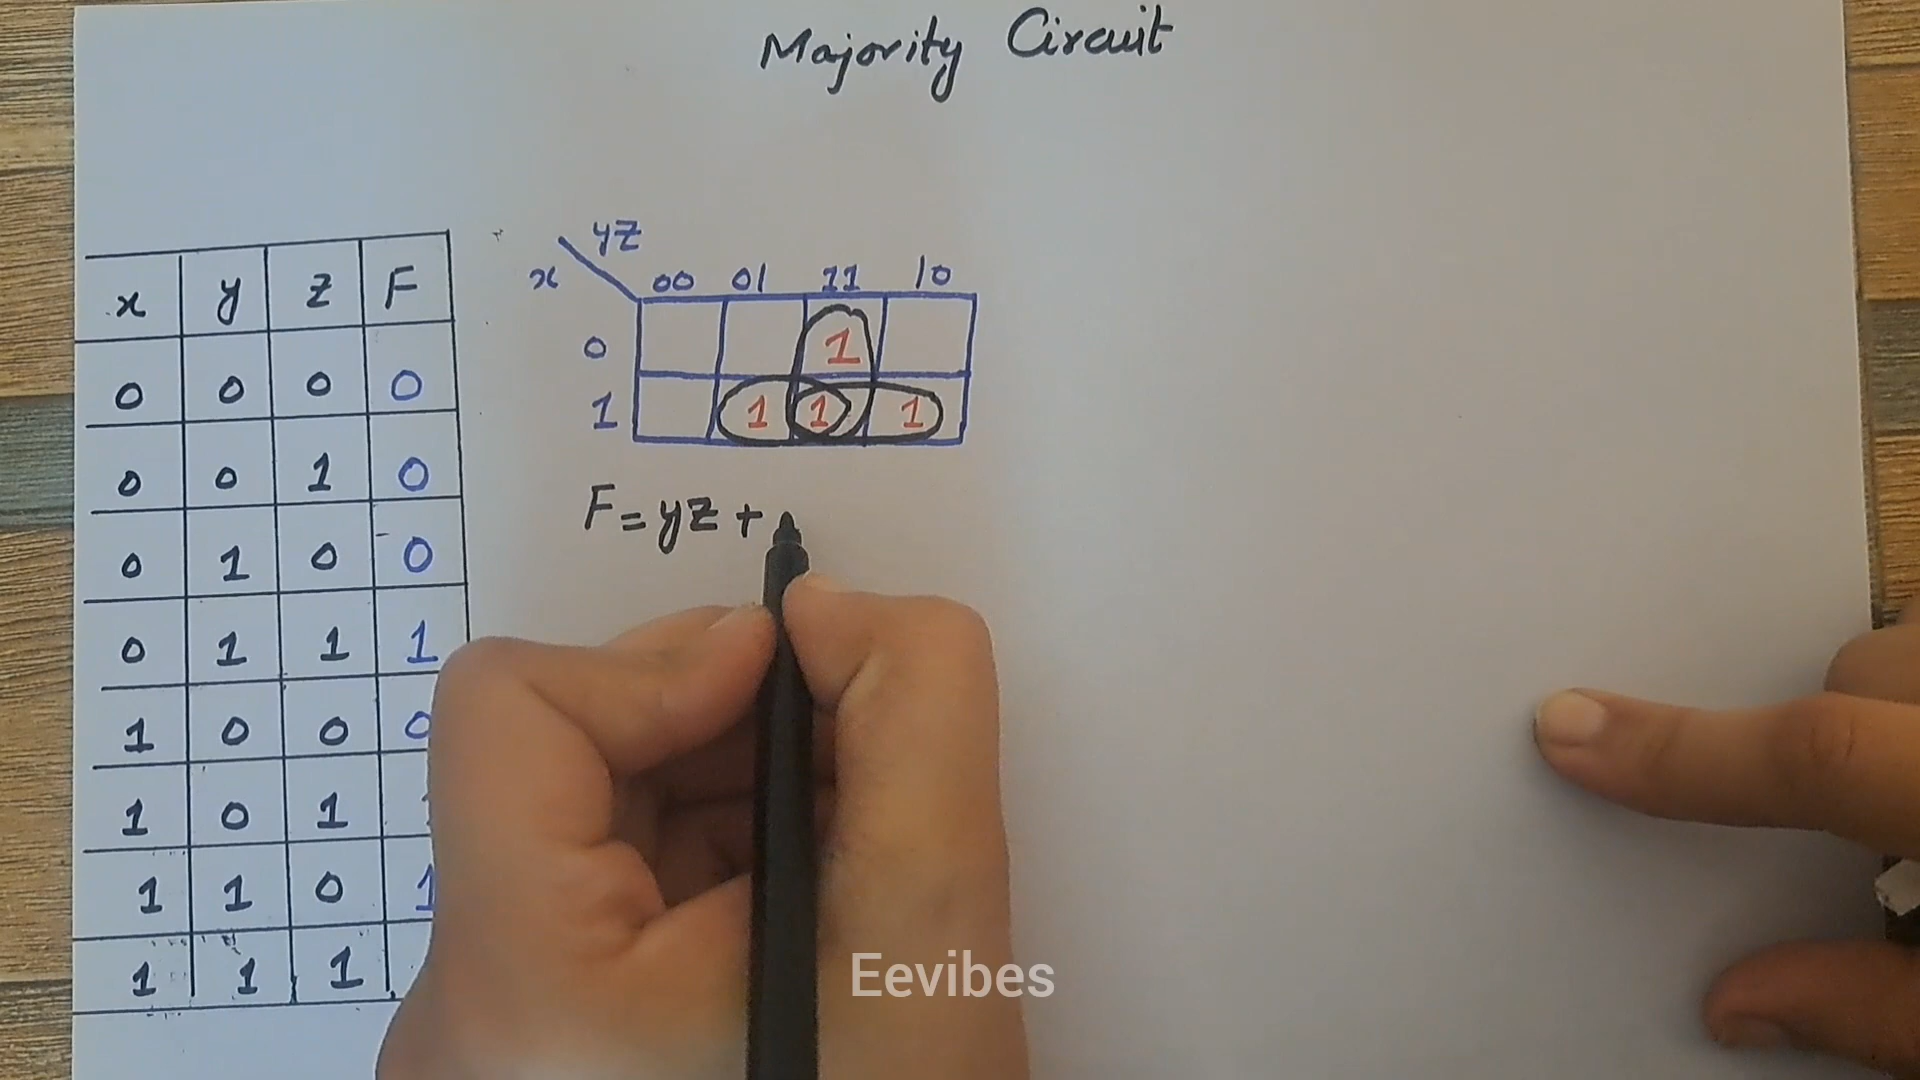 Majority Circuit
x y z F
0 0 0 0
0 0 1 0
0 1 0 0
0 1 1 1
1 0 0 0
1 0 1
1 1 0 1
1 1 1
yz
x 00 01 11 10
0 1
1 1 1 1
F = yz +
Eevibes